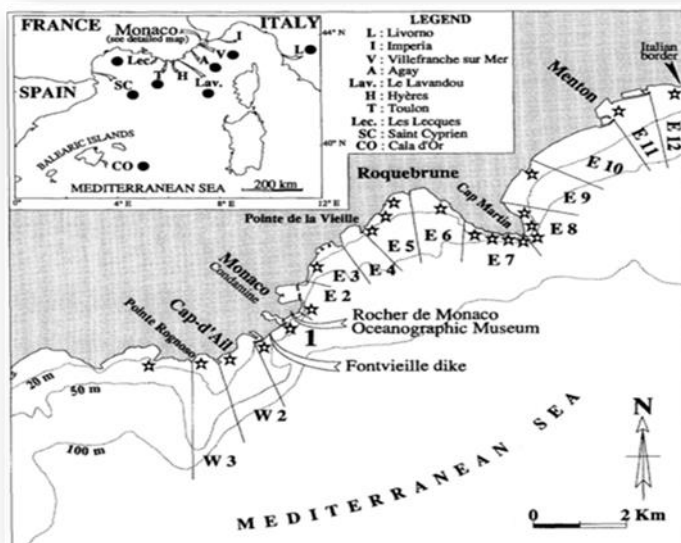 FRANCE
ITALY
Monaco
(see detailed map)
I
V
A
L
Lec.
T
H
Lav.
SC
SPAIN
BALEARIC ISLANDS
CO
MEDITERRANEAN SEA
200 km
44° N
40° N
4° E
8° E
12° E
LEGEND
L : Livorno
I : Imperia
V : Villefranche sur Mer
A : Agay
Lav. : Le Lavandou
H : Hyères
T : Toulon
Lec. : Les Lecques
SC : Saint Cyprien
CO : Cala d'Or
Italian
border
Menton
E 12
E 11
E 10
E 9
E 8
Roquebrune
Cap Martin
Pointe de la Vieille
E 7
E 6
E 5
E 4
E 3
E 2
Monaco
Condamine
Rocher de Monaco
Oceanographic Museum
1
Fontvieille dike
Cap-d'Ail
Pointe Rognoso
W 2
W 3
20 m
50 m
100 m
MEDITERRANEAN SEA
N
0 2 Km